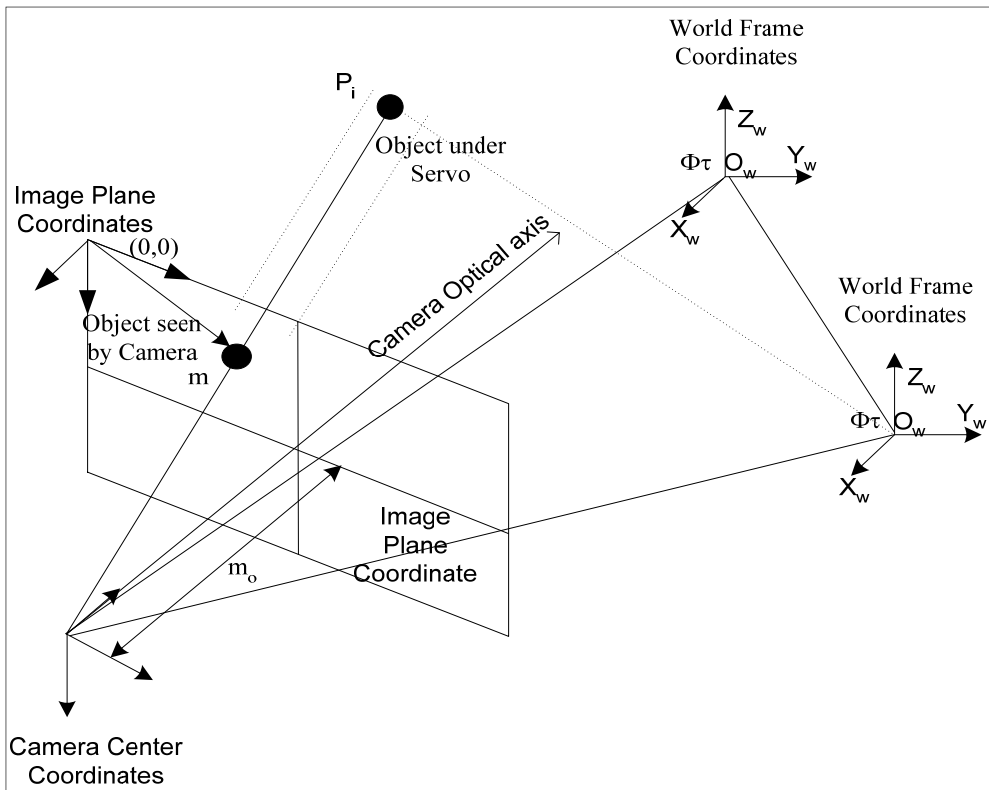 World Frame
Coordinates
P_i
Object under
Servo
Z_w
Φτ O_w
Y_w
X_w
Image Plane
Coordinates
(0,0)
Camera Optical axis
World Frame
Coordinates
Object seen
by Camera
m
Z_w
Φτ O_w
Y_w
X_w
Image
Plane
Coordinate
m_o
Camera Center
Coordinates